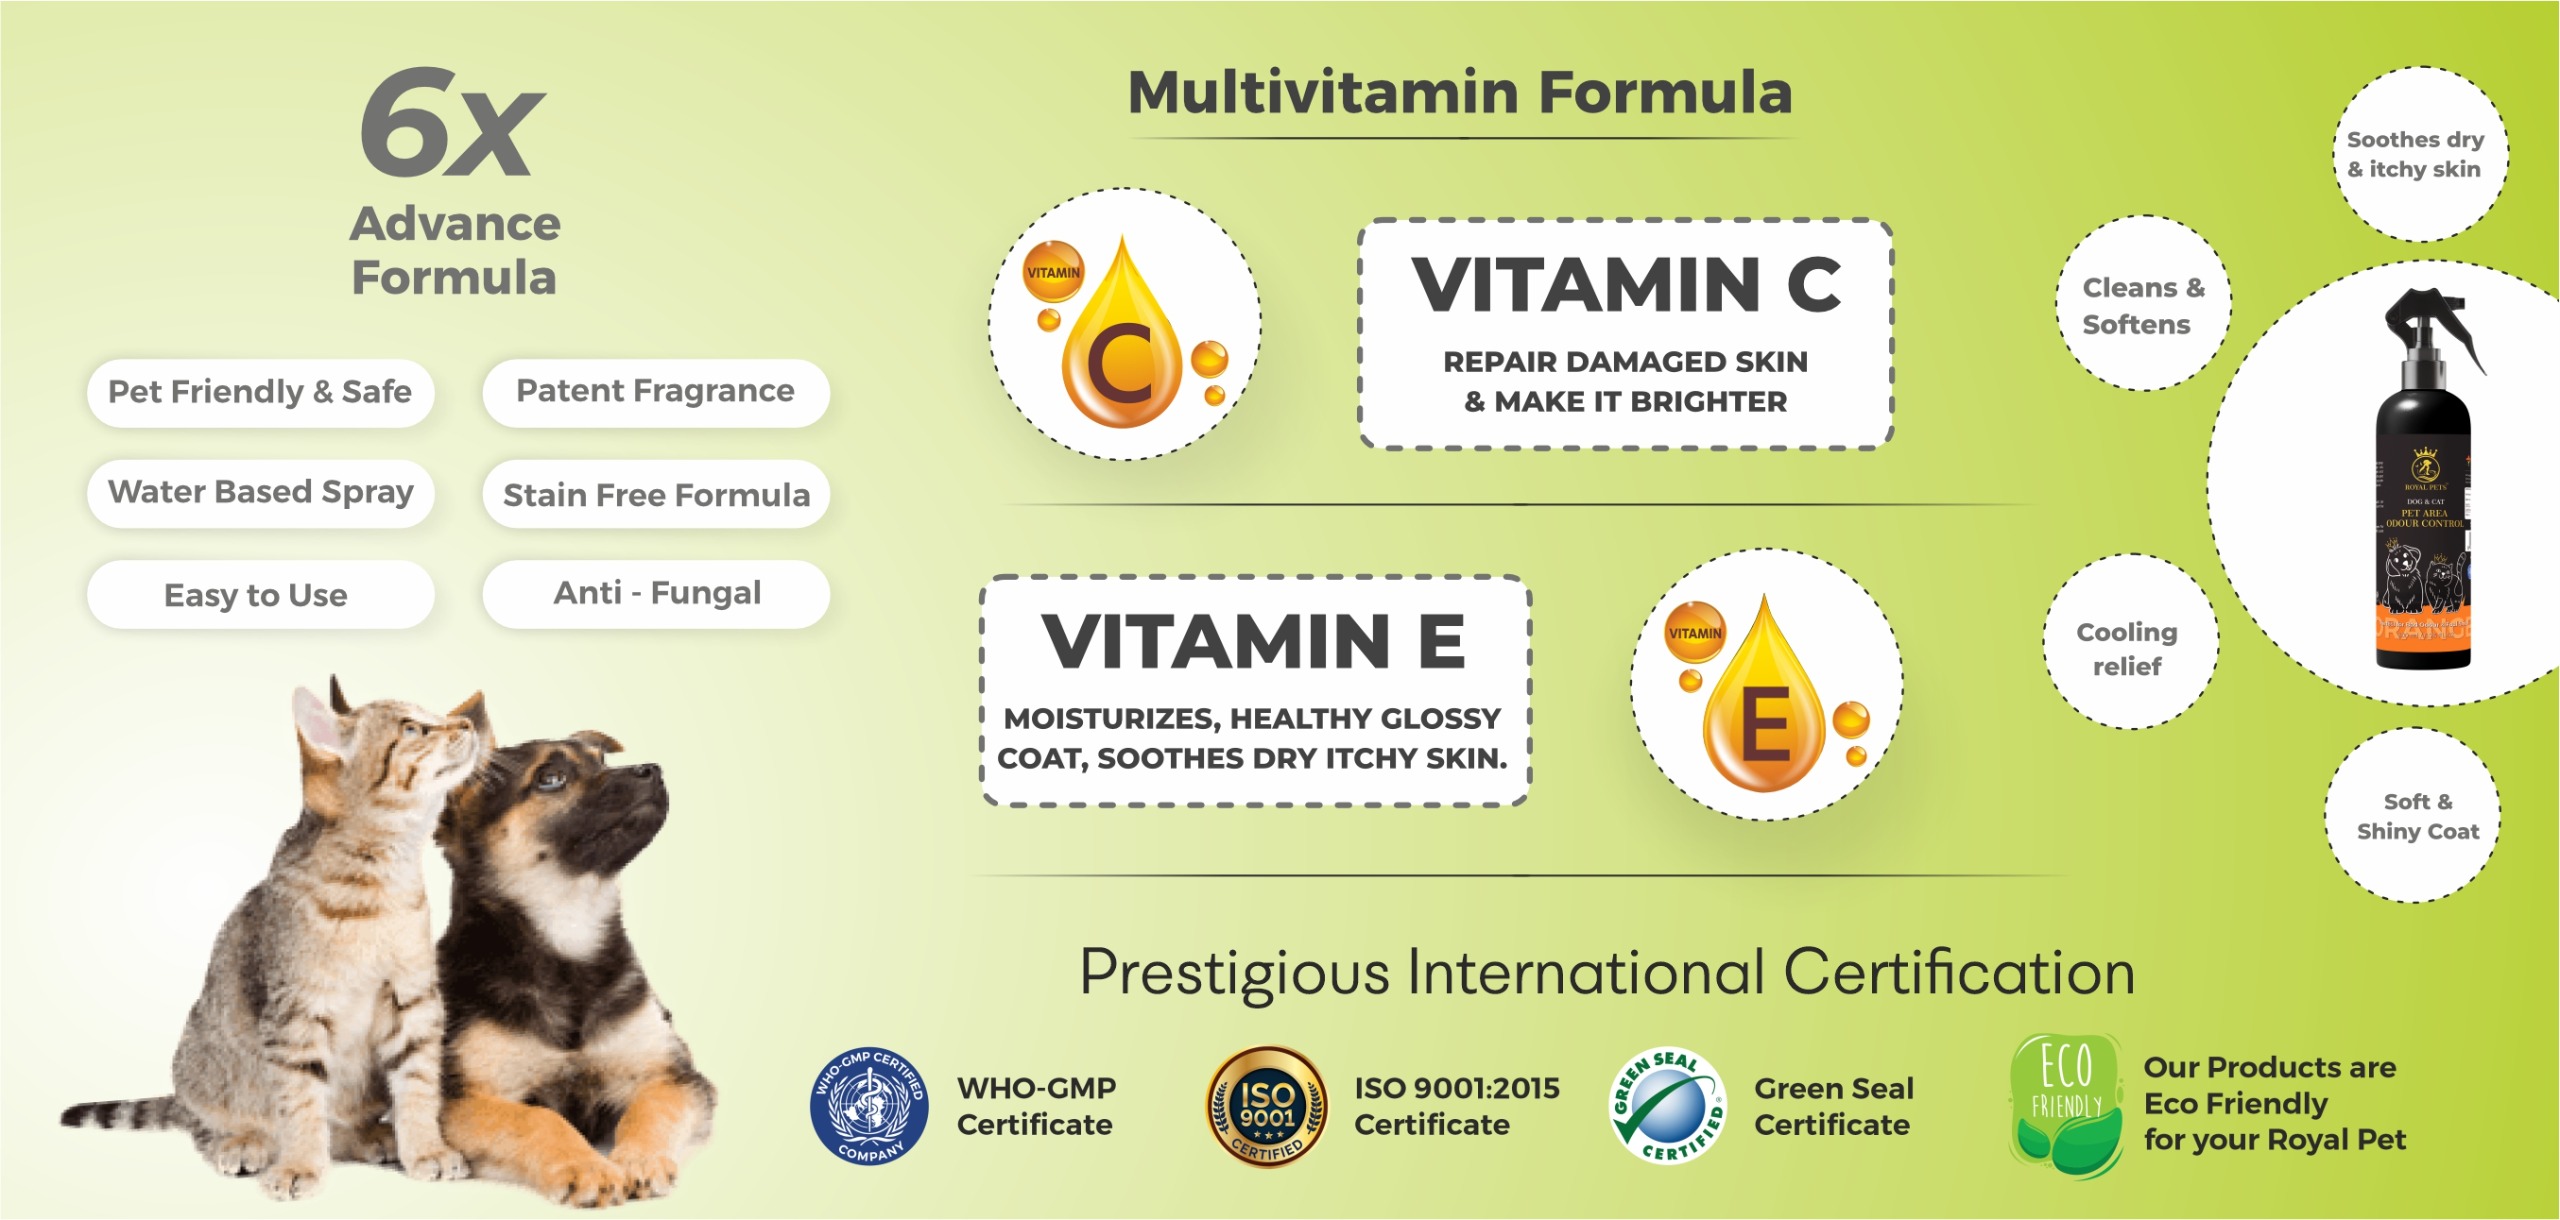 6x
Advance
Formula
Pet Friendly & Safe
Patent Fragrance
Water Based Spray
Stain Free Formula
Easy to Use
Anti - Fungal
Multivitamin Formula
VITAMIN
C
VITAMIN C
REPAIR DAMAGED SKIN
& MAKE IT BRIGHTER
VITAMIN E
MOISTURIZES, HEALTHY GLOSSY
COAT, SOOTHES DRY ITCHY SKIN.
VITAMIN
E
Soothes dry
& itchy skin
Cleans &
Softens
Cooling
relief
Soft &
Shiny Coat
ROYAL PETS
DOG & CAT
PET AREA
ODOUR CONTROL
ORANGE
Prestigious International Certification
WHO-GMP CERTIFIED
COMPANY
WHO-GMP
Certificate
ISO
9001
CERTIFIED
ISO 9001:2015
Certificate
GREEN SEAL
CERTIFIED
Green Seal
Certificate
ECO
FRIENDLY
Our Products are
Eco Friendly
for your Royal Pet